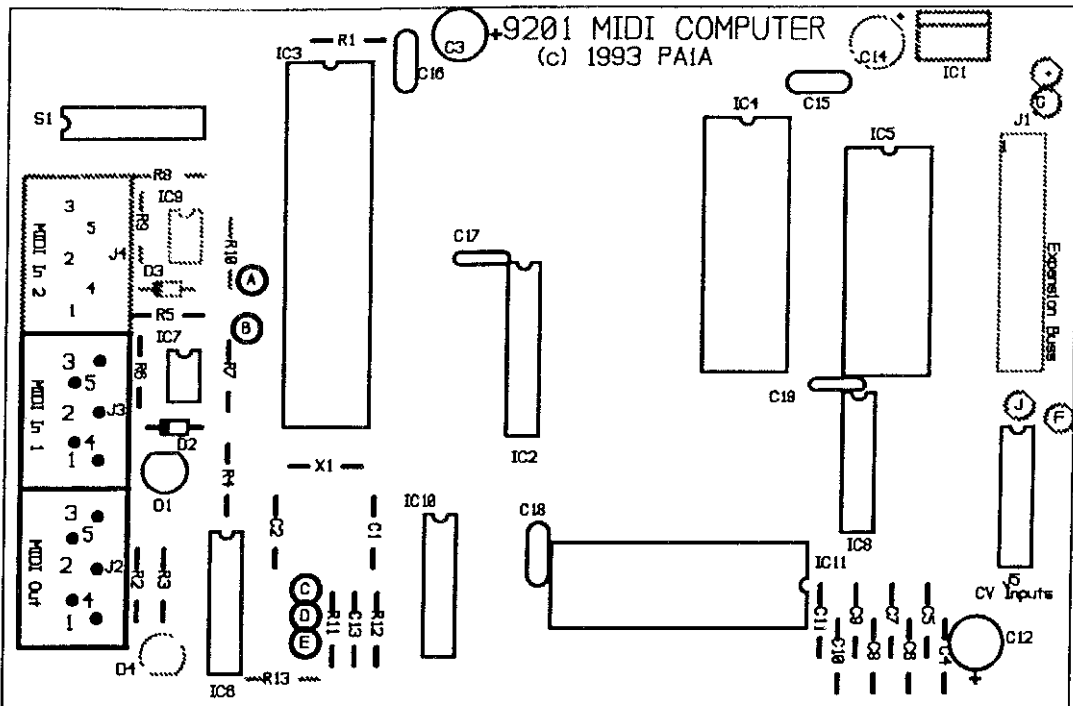 9201 MIDI COMPUTER
(c) 1993 PAiA
+
C3
+
C14
IC1
IC3
R1
C16
C15
IC4
+
G
J1
S1
IC5
R8
3
5
2
4
1
MIDI In 2
J4
R9
IC9
R10
D3
A
C17
Expansion Buss
R5
B
IC7
R6
R7
3
5
2
4
1
MIDI In 1
J3
D2
C19
J
F
IC2
R4
X1
Q1
IC10
C18
3
5
2
4
1
MIDI Out
J2
R2
R3
C2
C1
IC8
IC11
J5
CV Inputs
C
D
E
R11
C13
R12
C11
C9
C7
C5
C12
+
C10
C8
C6
C4
Q4
IC6
R13